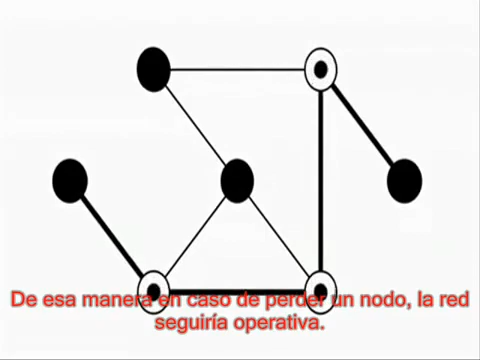 De esa manera en caso de perder un nodo, la red
seguiría operativa.